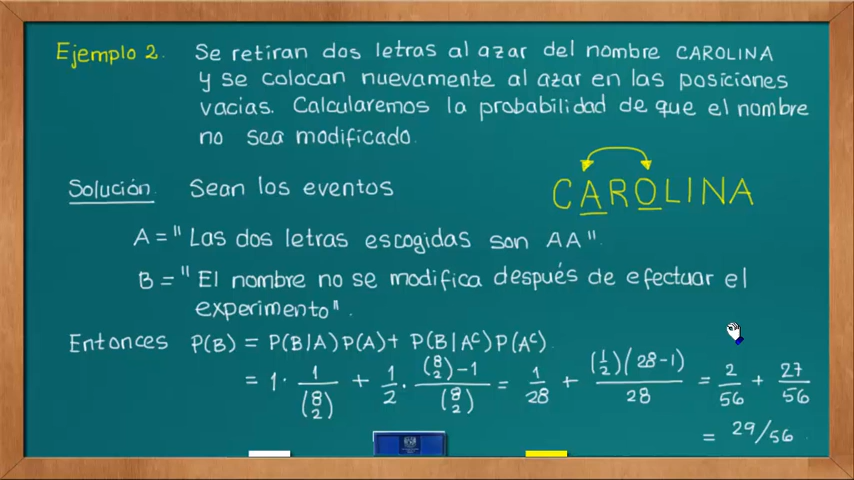 Ejemplo 2. Se retiran dos letras al azar del nombre CAROLINA
y se colocan nuevamente al azar en las posiciones
vacias. Calcularemos la probabilidad de que el nombre
no sea modificado.
Solución. Sean los eventos
CAROLINA
A = "Las dos letras escogidas son AA".
B = "El nombre no se modifica después de efectuar el
experimento".
Entonces P(B) = P(B|A)P(A) + P(B|Aᶜ)P(Aᶜ)
= 1 · 1/(8 2) + 1/2 · ((8 2) - 1)/(8 2) = 1/28 + (1/2)(28-1)/28 = 2/56 + 27/56
= 29/56